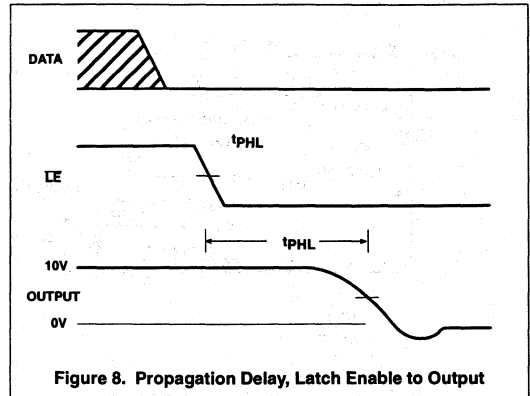 DATA
tPHL
LE
tPHL
10V
OUTPUT
0V
Figure 8. Propagation Delay, Latch Enable to Output